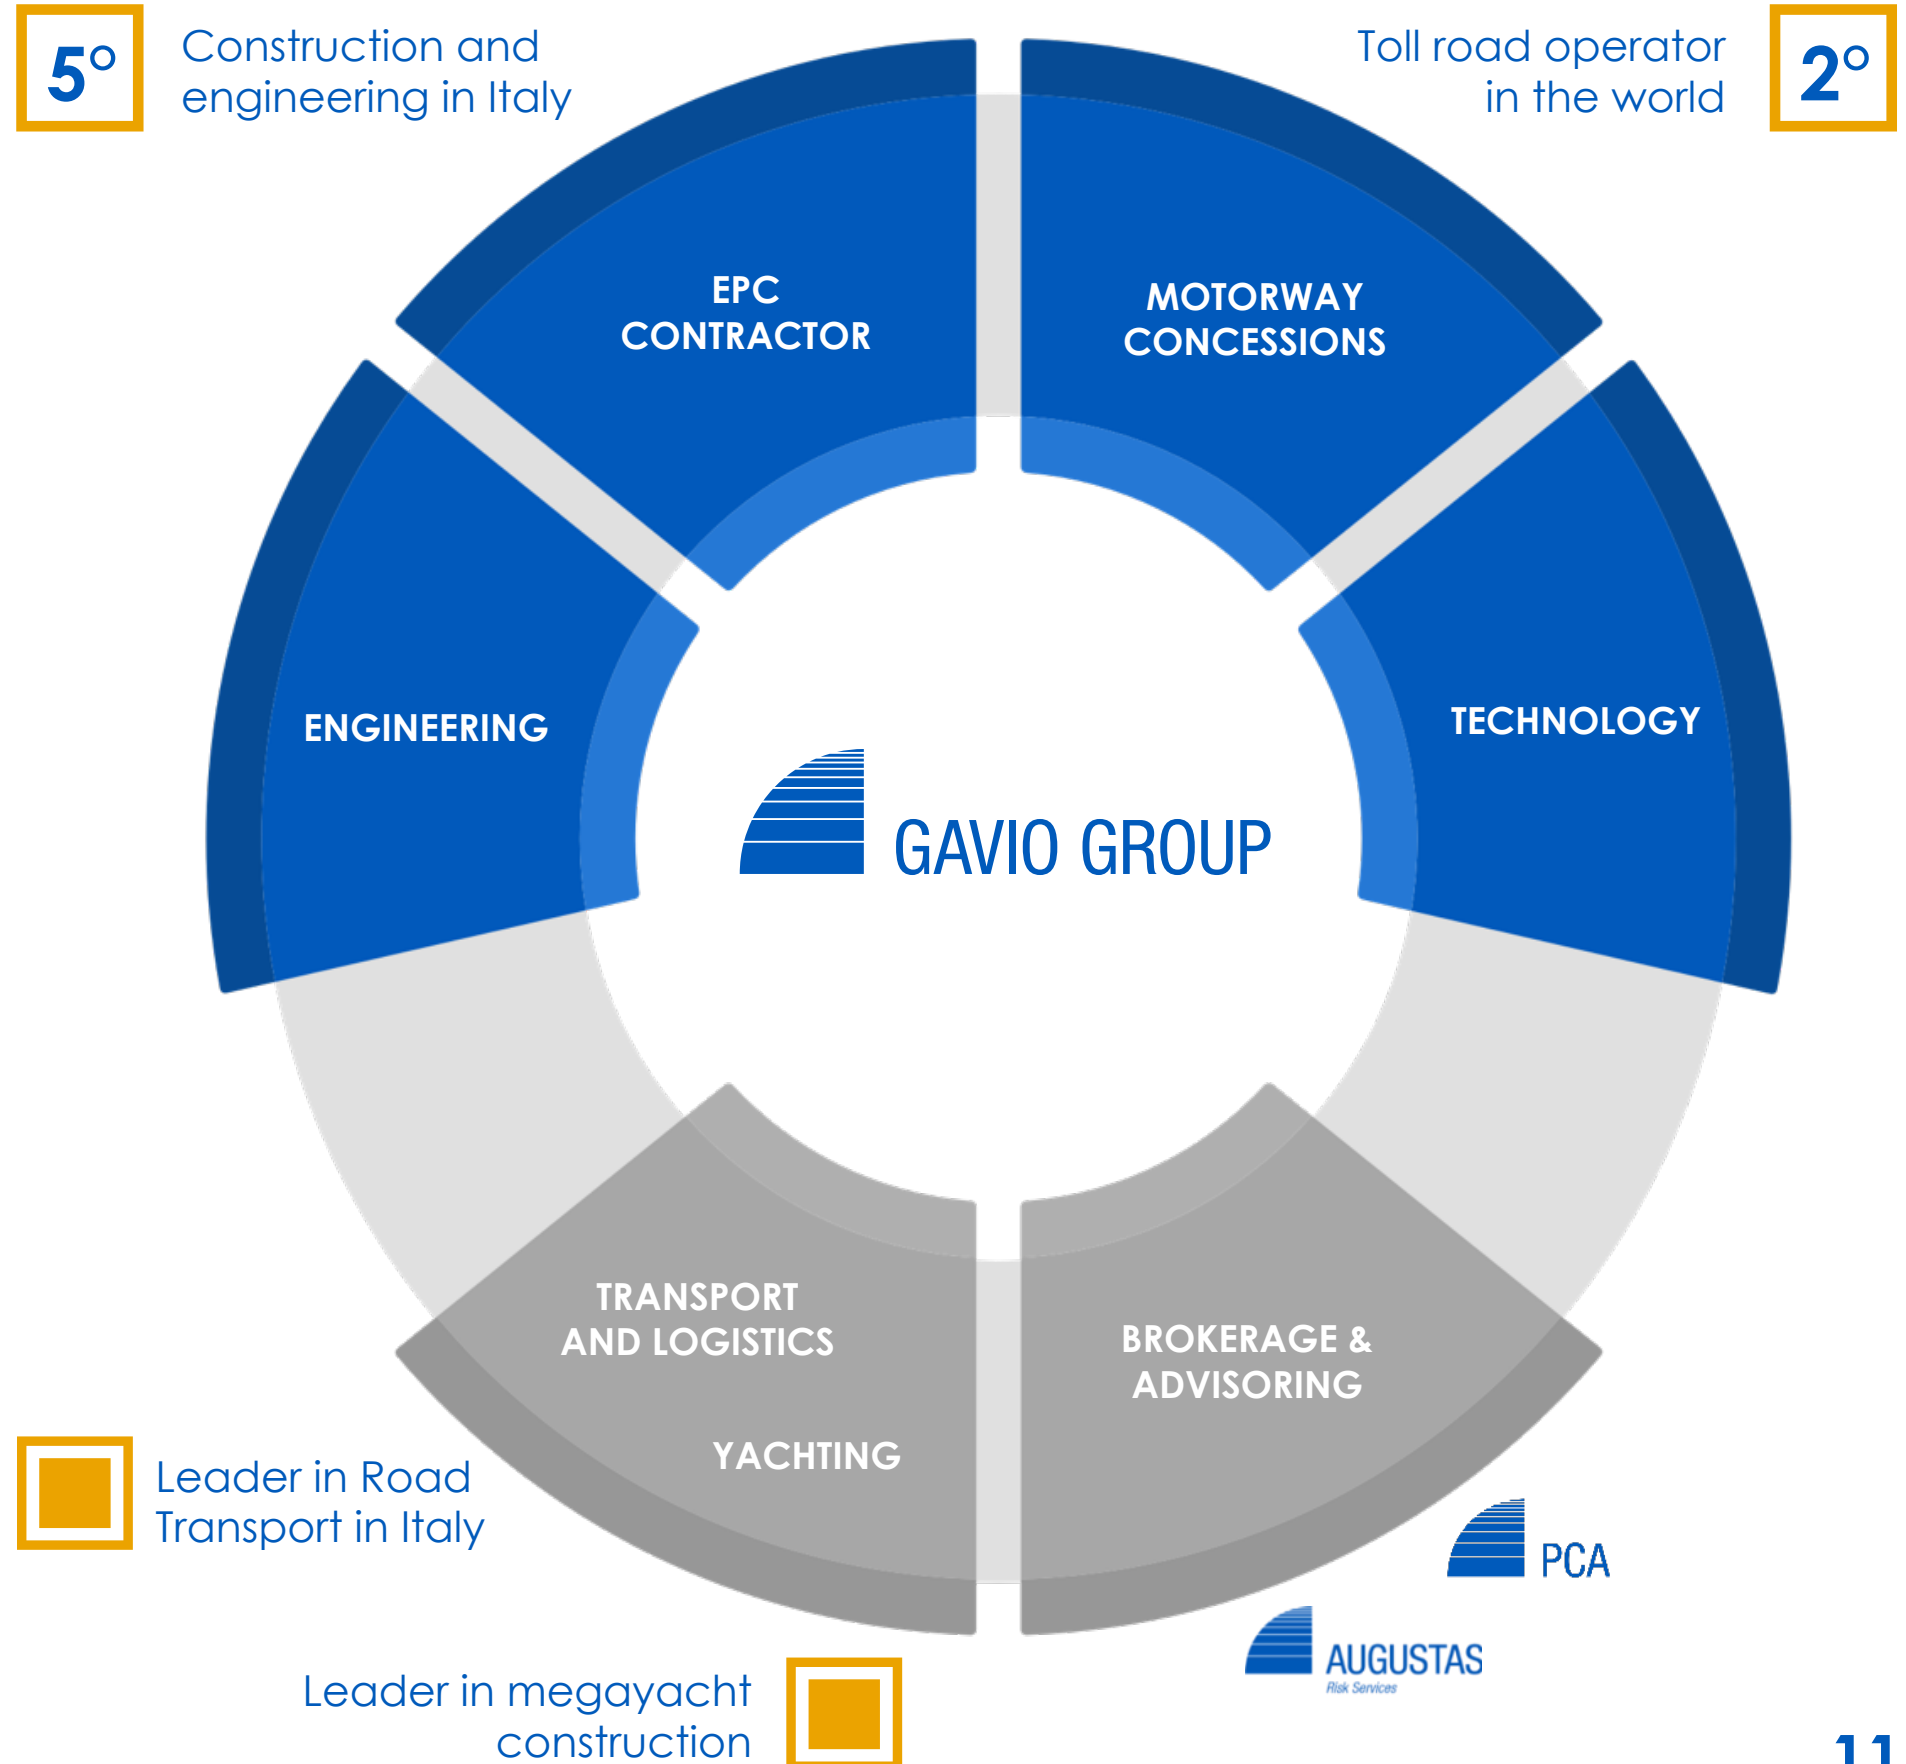 5°
Construction and
engineering in Italy
Toll road operator
in the world
2°
EPC
CONTRACTOR
MOTORWAY
CONCESSIONS
ENGINEERING
TECHNOLOGY
GAVIO GROUP
TRANSPORT
AND LOGISTICS
YACHTING
BROKERAGE &
ADVISORING
Leader in Road
Transport in Italy
PCA
AUGUSTAS
Risk Services
Leader in megayacht
construction
11